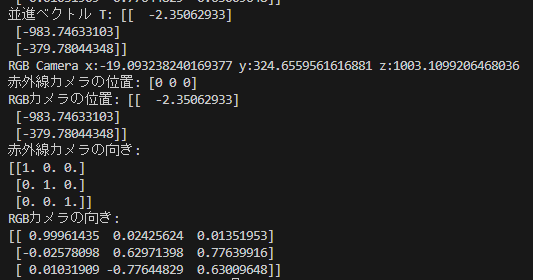 並進ベクトル T: [[  -2.35062933]
 [-983.74633103]
 [-379.78044348]]
RGB Camera x:-19.093238240169377 y:324.6559561616881 z:1003.1099206468036
赤外線カメラの位置: [0 0 0]
RGBカメラの位置: [[  -2.35062933]
 [-983.74633103]
 [-379.78044348]]
赤外線カメラの向き:
[[1. 0. 0.]
 [0. 1. 0.]
 [0. 0. 1.]]
RGBカメラの向き:
[[ 0.99961435  0.02425624  0.01351953]
 [-0.02578098  0.62971398  0.77639916]
 [ 0.01031909 -0.77644829  0.63009648]]